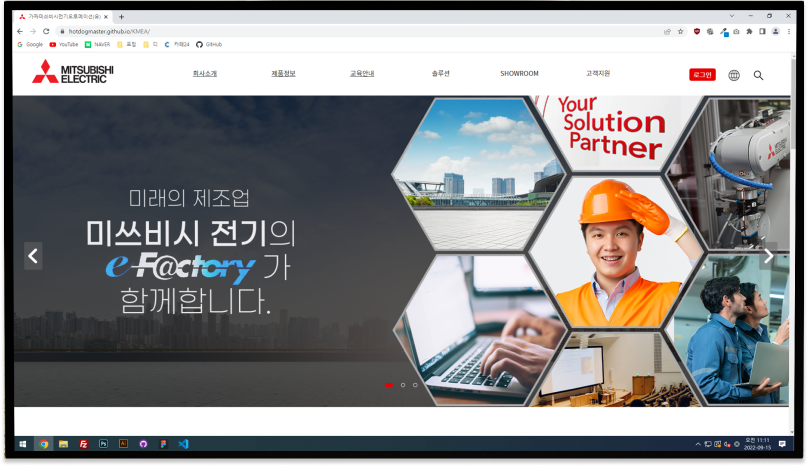 가짜미쓰비시전기오토메이션(주)
hotdogmaster.github.io/KMEA/
Google YouTube NAVER 포털 디 카페24 GitHub
MITSUBISHI
ELECTRIC
회사소개 제품정보 교육안내 솔루션 SHOWROOM 고객지원 로그인
Your
Solution
Partner
미래의 제조업
미쓰비시 전기의
e-F@ctory 가
함께합니다.
오전 11:11
2022-09-15